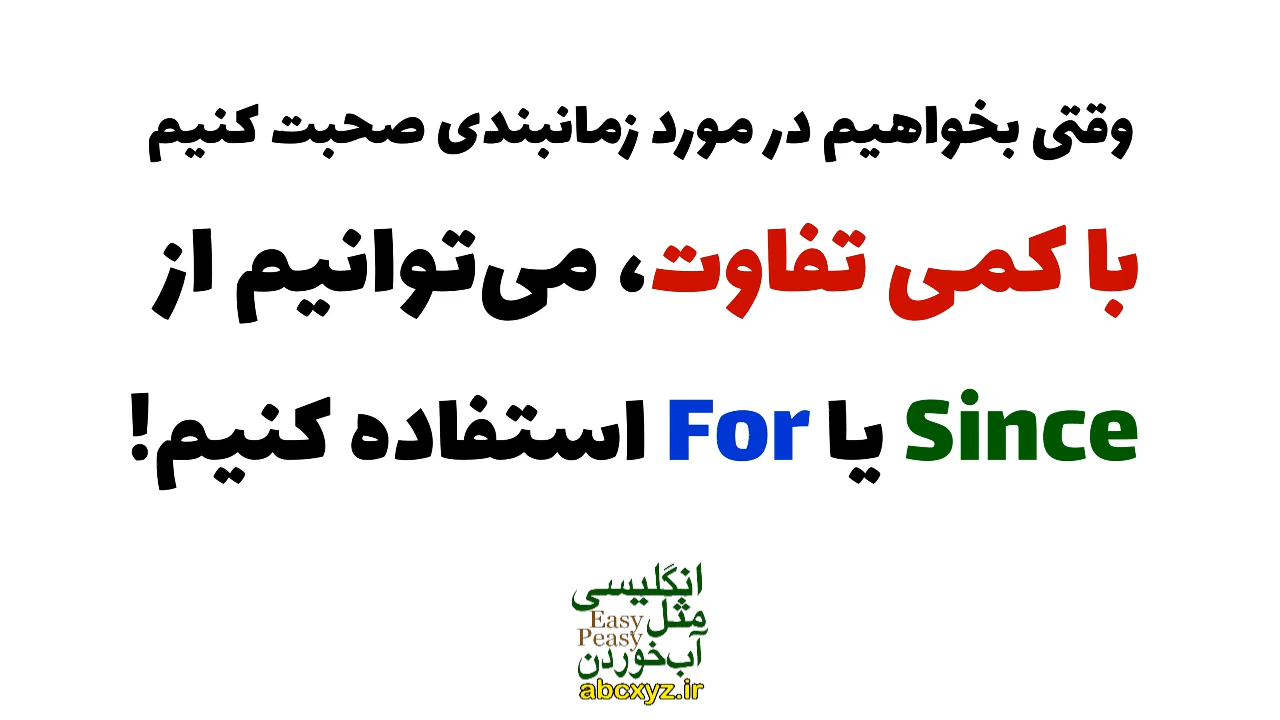 وقتی بخواهیم در مورد زمانبندی صحبت کنیم
با کمی تفاوت، می‌توانیم از
Since یا For استفاده کنیم!
انگلیسی
مثل Easy
Peasy
آب‌خوردن
abcxyz.ir